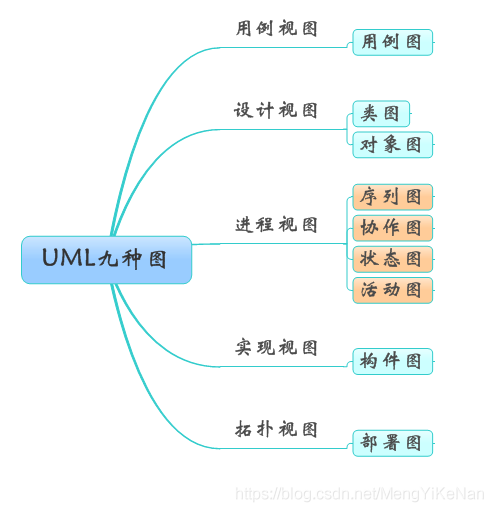 用例视图
用例图
设计视图
类图
对象图
进程视图
序列图
协作图
状态图
活动图
UML九种图
实现视图
构件图
拓扑视图
部署图
https://blog.csdn.net/MengYiKeNan